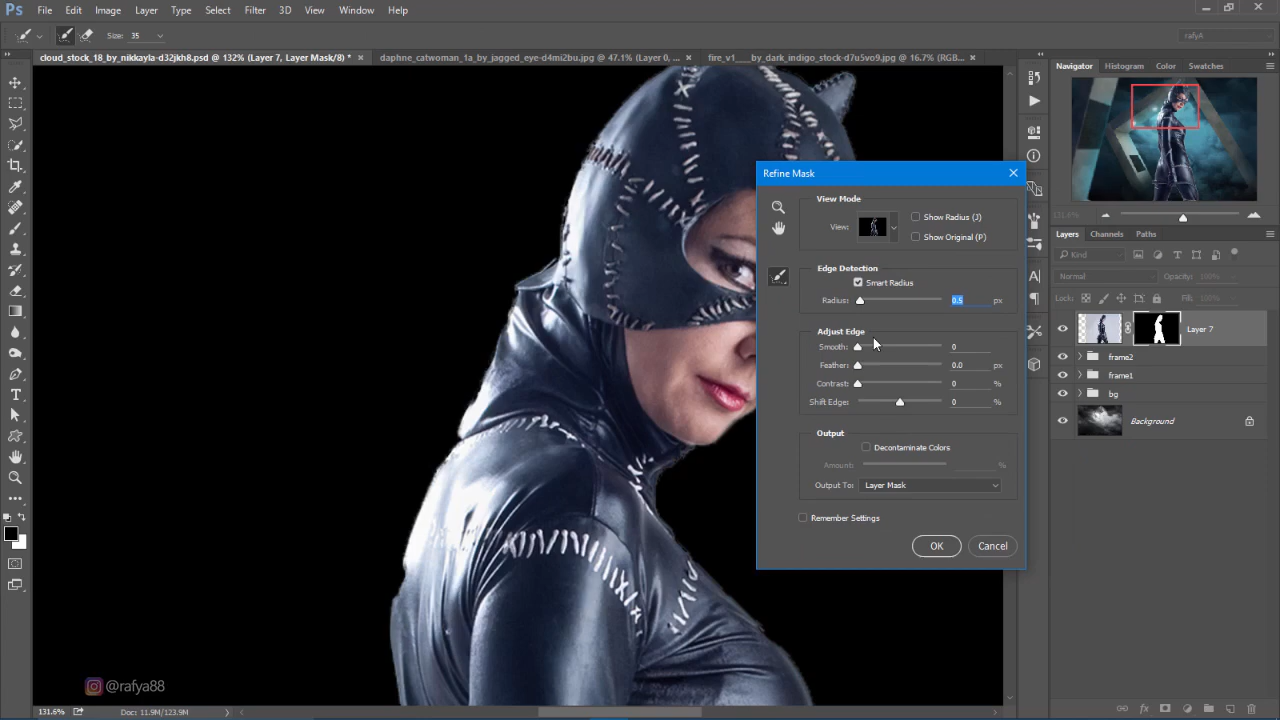 Ps File Edit Image Layer Type Select Filter 3D View Window Help
Size: 35 rafyA
cloud_stock_18_by_nikkayla-d32jkh8.psd @ 132% (Layer 7, Layer Mask/8) * × daphne_catwoman_1a_by_jagged_eye-d4mi2bu.jpg @ 47.1% (Layer 0, ... × fire_v1___by_dark_indigo_stock-d7u5vo9.jpg @ 16.7% (RGB... ×
Navigator Histogram Color Swatches
Refine Mask
View Mode
View:
Show Radius (J)
Show Original (P)
Edge Detection
Smart Radius
Radius: 0.5 px
Adjust Edge
Smooth: 0
Feather: 0.0 px
Contrast: 0 %
Shift Edge: 0 %
Output
Decontaminate Colors
Amount: %
Output To: Layer Mask
Remember Settings
OK Cancel
131.6%
Layers Channels Paths
Kind
Normal Opacity: 100%
Lock: Fill: 100%
Layer 7
frame2
frame1
bg
Background
@rafya88
131.6% Doc: 11.9M/123.9M